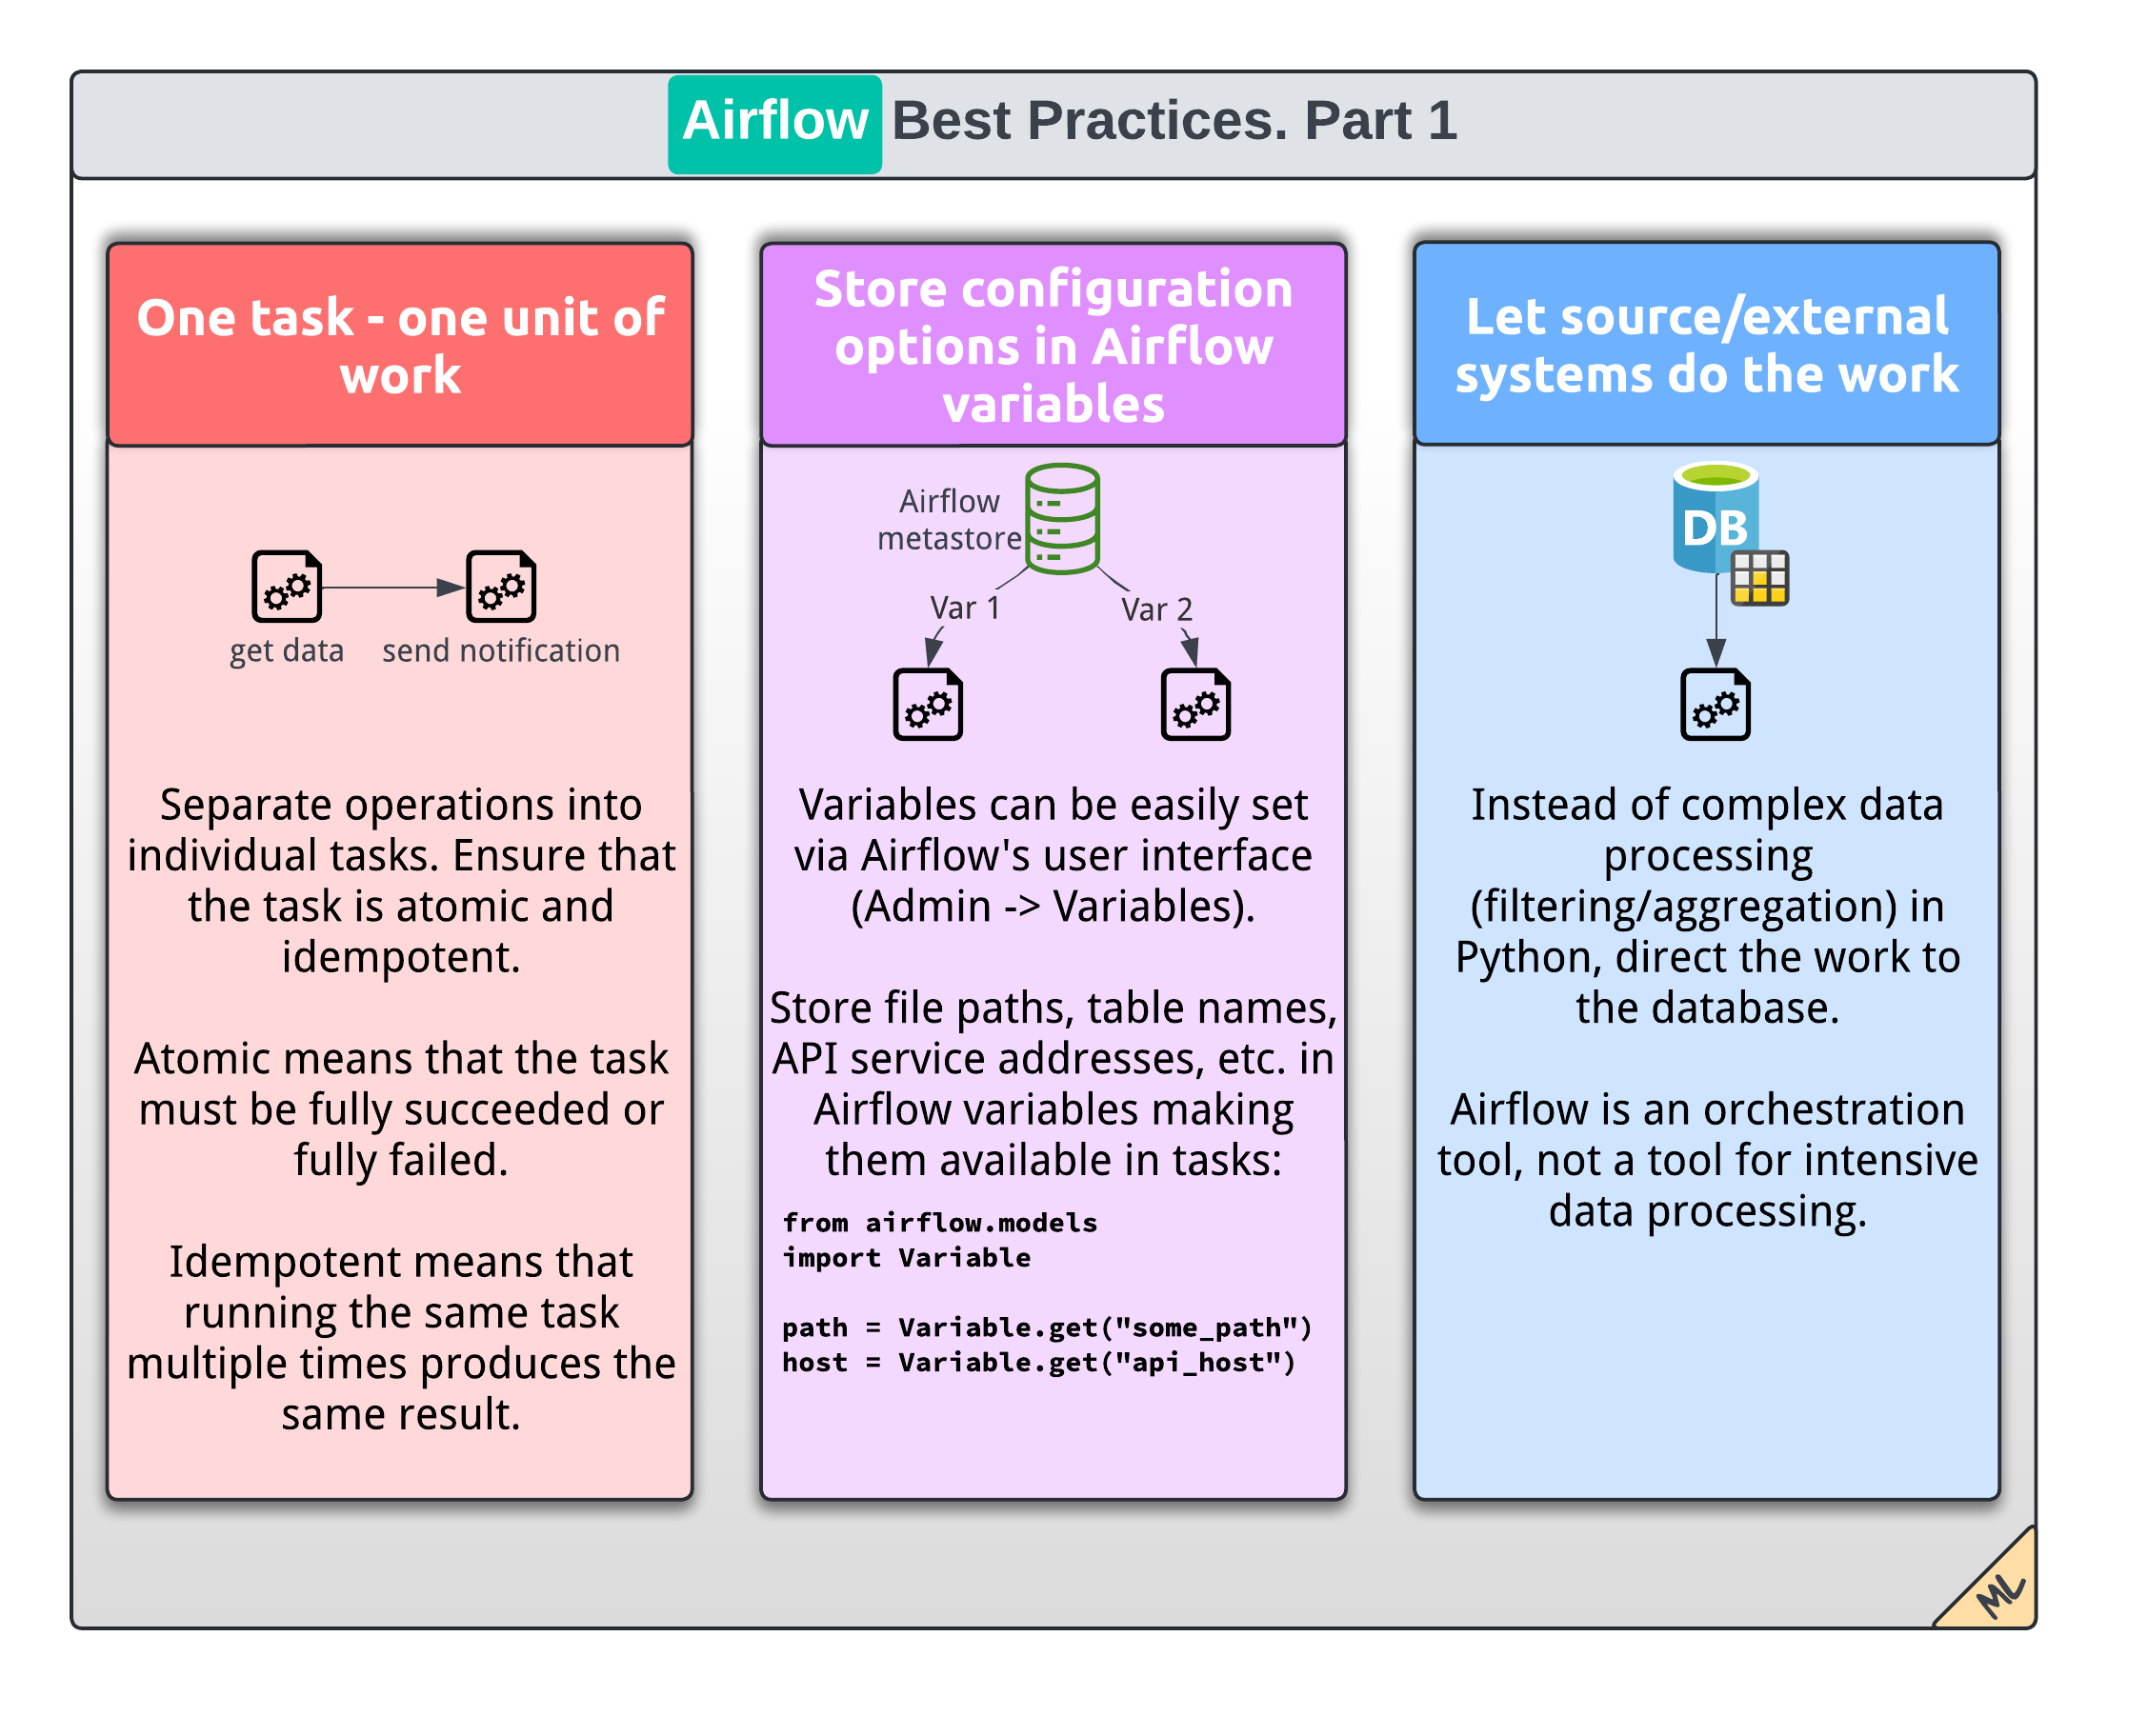 Airflow Best Practices. Part 1
One task - one unit of
work
get data
send notification
Separate operations into
individual tasks. Ensure that
the task is atomic and
idempotent.
Atomic means that the task
must be fully succeeded or
fully failed.
Idempotent means that
running the same task
multiple times produces the
same result.
Store configuration
options in Airflow
variables
Airflow
metastore
Var 1
Var 2
Variables can be easily set
via Airflow's user interface
(Admin -> Variables).
Store file paths, table names,
API service addresses, etc. in
Airflow variables making
them available in tasks:
from airflow.models
import Variable
path = Variable.get("some_path")
host = Variable.get("api_host")
Let source/external
systems do the work
DB
Instead of complex data
processing
(filtering/aggregation) in
Python, direct the work to
the database.
Airflow is an orchestration
tool, not a tool for intensive
data processing.
ML